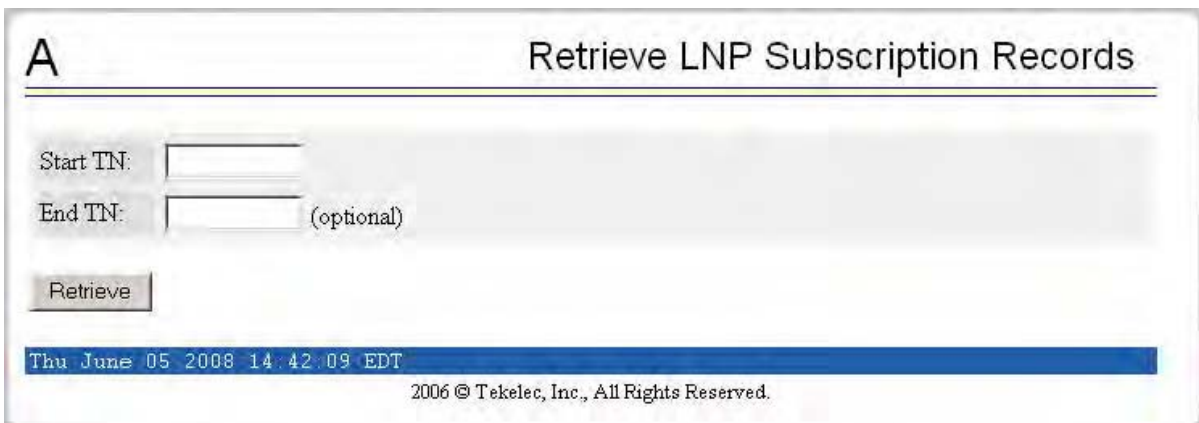 A Retrieve LNP Subscription Records
Start TN:
End TN: (optional)
Retrieve
Thu June 05 2008 14:42:09 EDT
2006 © Tekelec, Inc., All Rights Reserved.